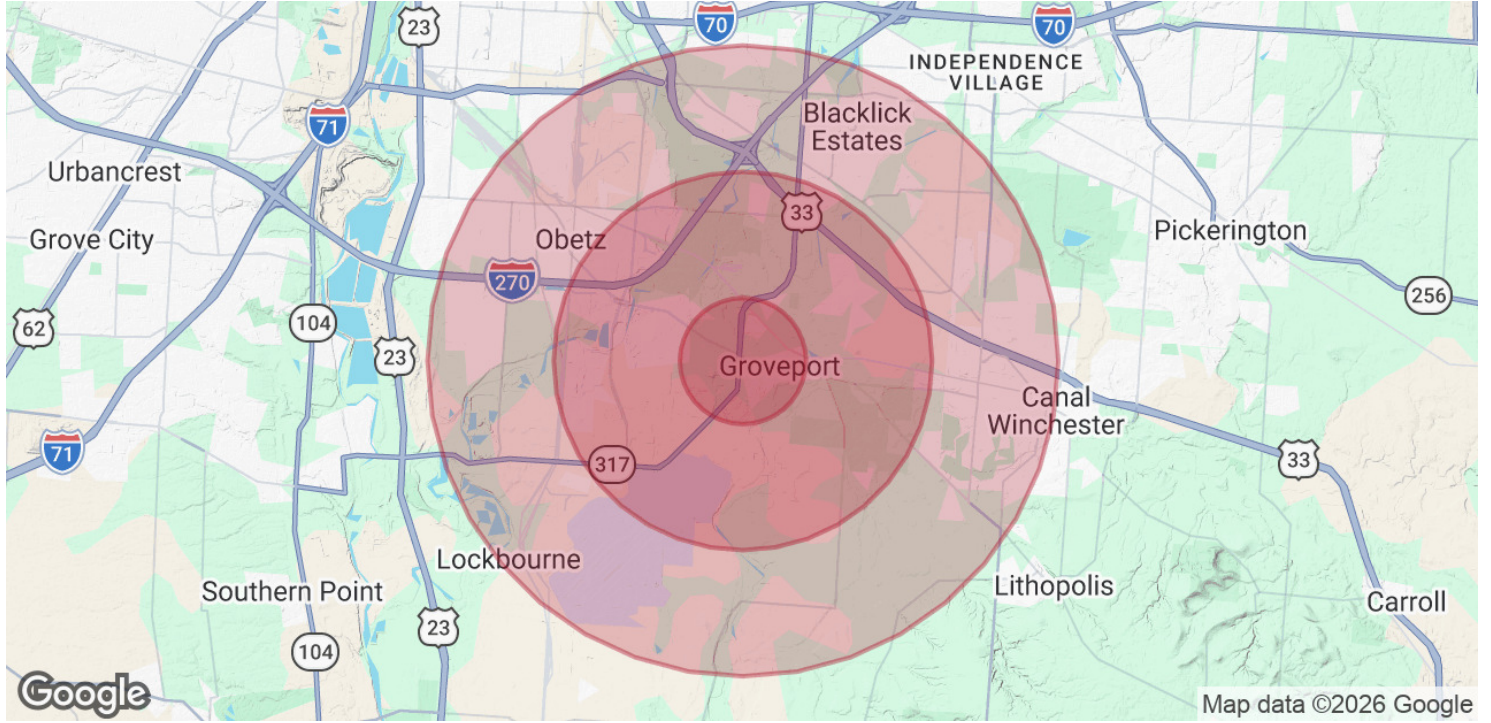 23
70
70
INDEPENDENCE
VILLAGE
Blacklick
Estates
71
Urbancrest
33
Grove City
Obetz
Pickerington
270
256
104
62
23
Groveport
Canal
Winchester
71
317
33
Lockbourne
Southern Point
Lithopolis
Carroll
23
104
Google
Map data ©2026 Google